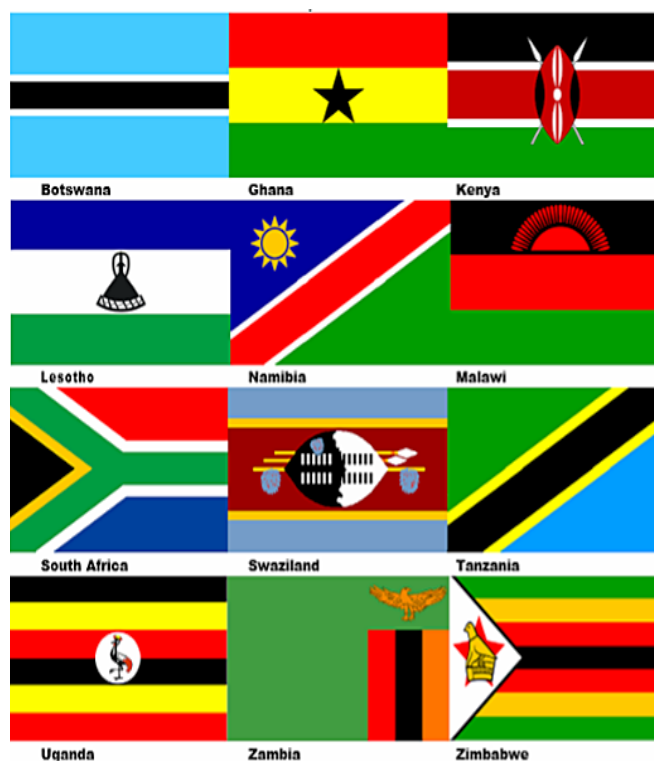 Botswana Ghana Kenya
Lesotho Namibia Malawi
South Africa Swaziland Tanzania
Uganda Zambia Zimbabwe